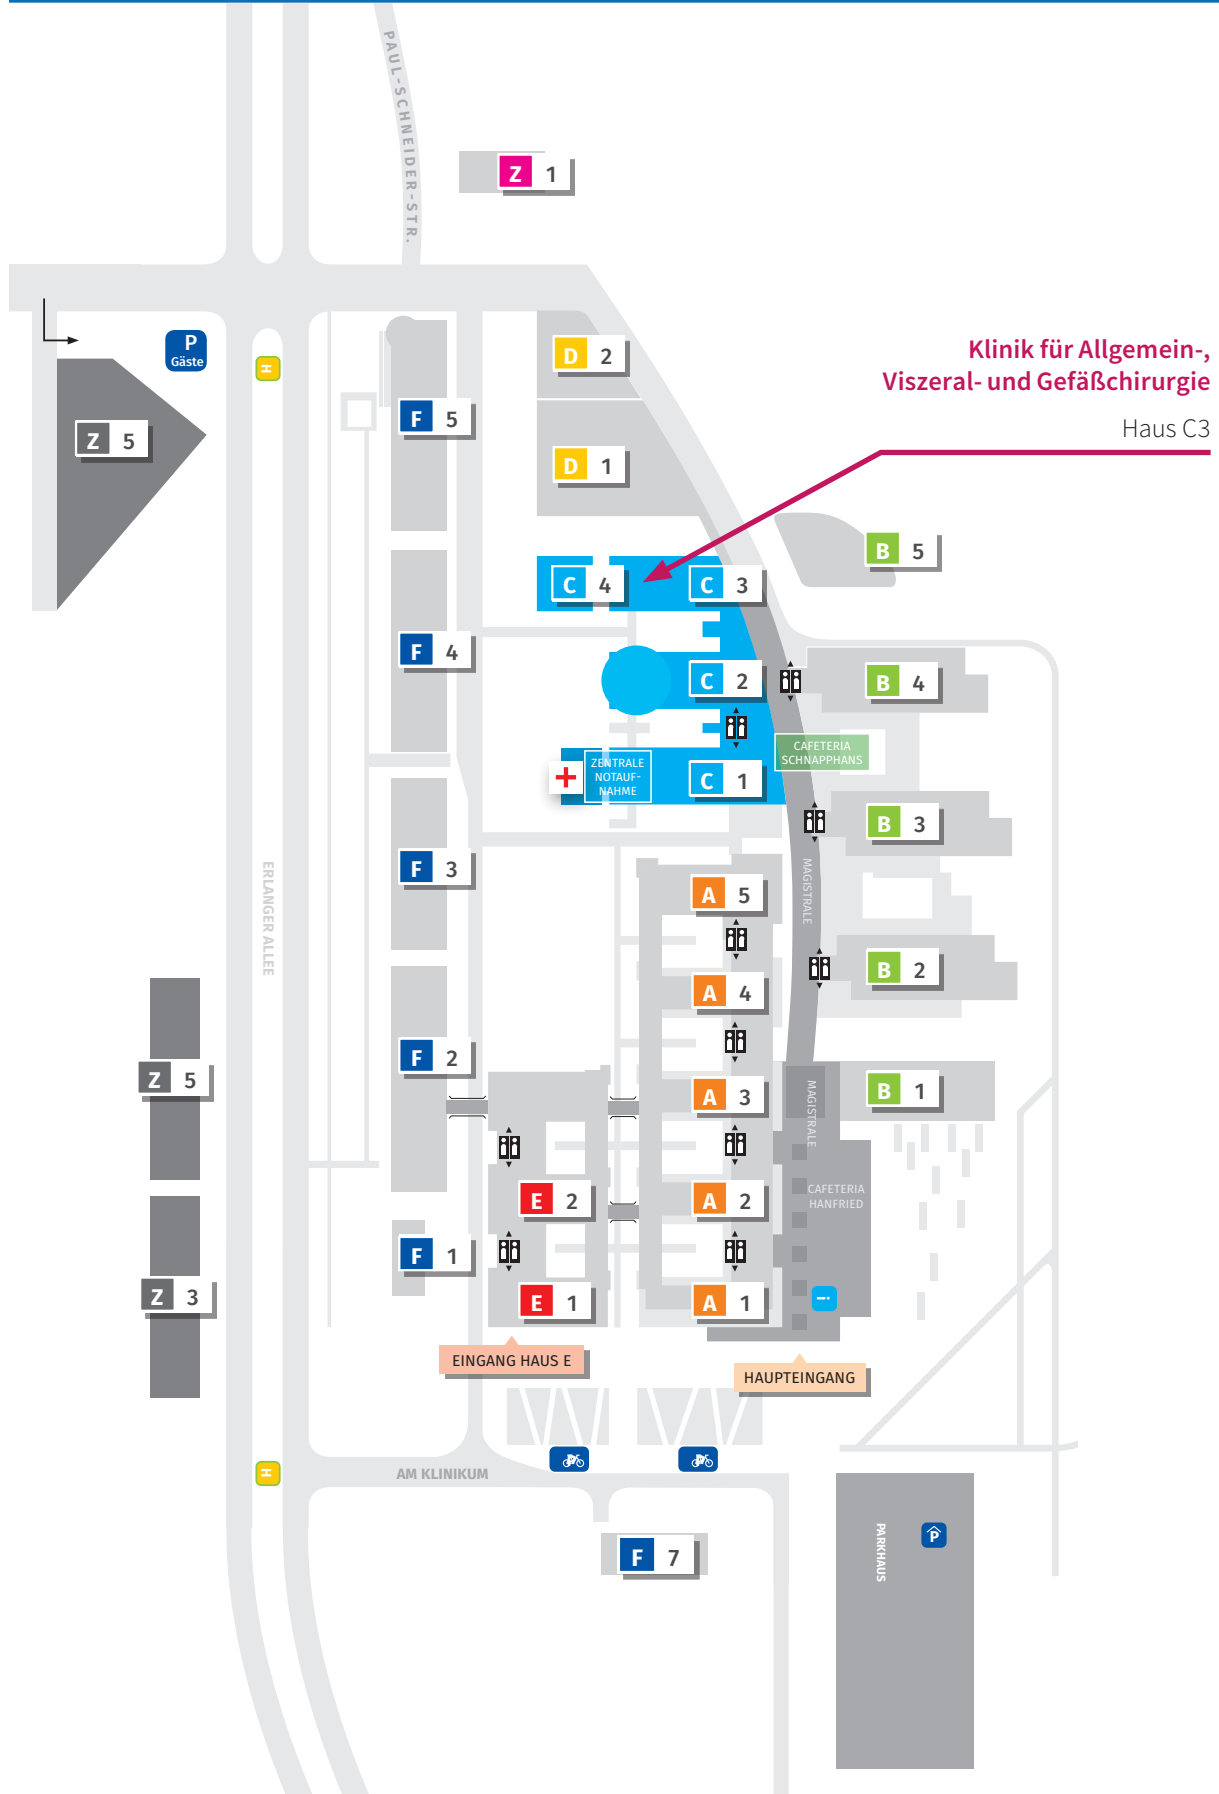 PAUL-SCHNEIDER-STR.
Z 1
P
Gäste
H
D 2
Klinik für Allgemein-,
Viszeral- und Gefäßchirurgie
Haus C3
F 5
Z 5
D 1
B 5
C 4
C 3
F 4
C 2
B 4
CAFETERIA
SCHNAPPHANS
ZENTRALE
NOTAUF-
NAHME
C 1
B 3
F 3
ERLANGER ALLEE
A 5
MAGISTRALE
B 2
A 4
F 2
Z 5
A 3
MAGISTRALE
B 1
E 2
A 2
CAFETERIA
HANFRIED
F 1
Z 3
E 1
A 1
i
EINGANG HAUS E
HAUPTEINGANG
H
AM KLINIKUM
PARKHAUS
P
F 7